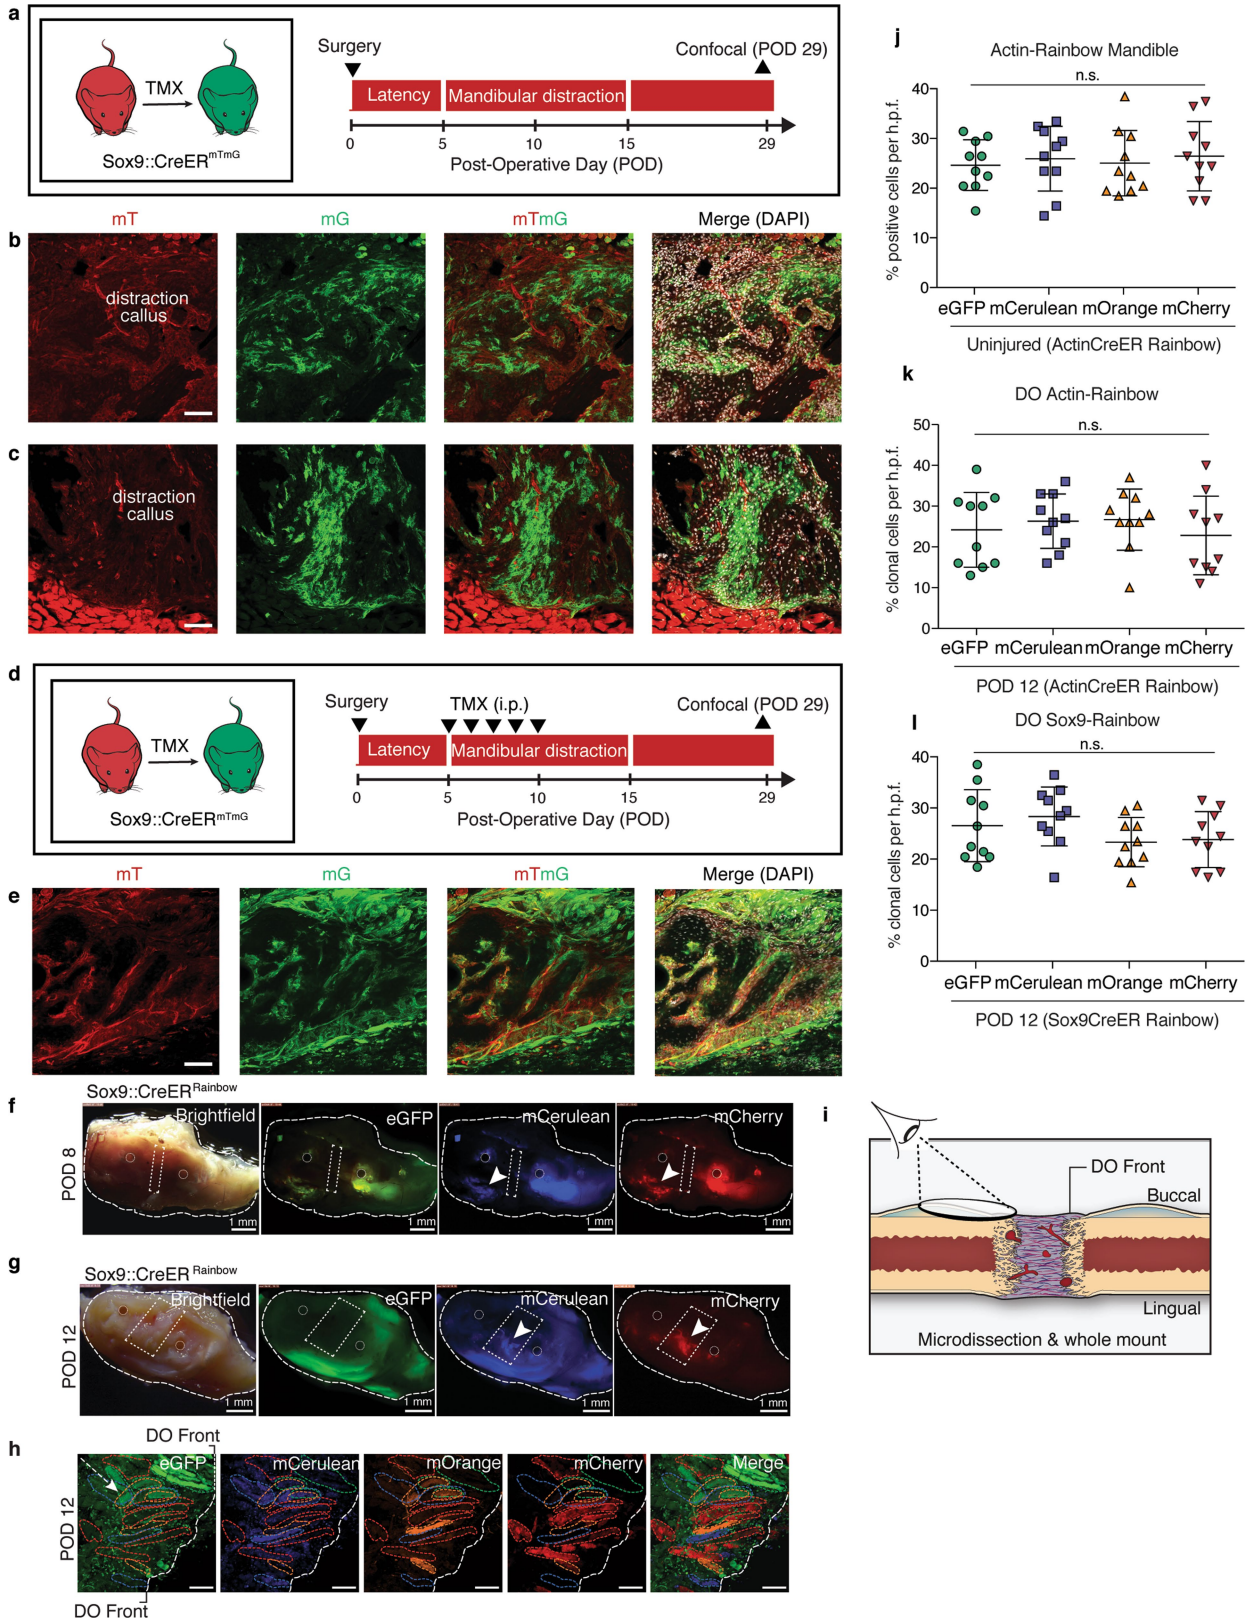 a
TMX
Sox9::CreERmTmG
Surgery
Confocal (POD 29)
Latency
Mandibular distraction
0 5 10 15 29
Post-Operative Day (POD)
mT mG mTmG Merge (DAPI)
b
distraction
callus
c
distraction
callus
d
TMX
Sox9::CreERmTmG
Surgery
TMX (i.p.)
Confocal (POD 29)
Latency
Mandibular distraction
0 5 10 15 29
Post-Operative Day (POD)
mT mG mTmG Merge (DAPI)
e
f
Sox9::CreERRainbow
POD 8
Brightfield eGFP mCerulean mCherry
1 mm 1 mm 1 mm 1 mm
g
Sox9::CreERRainbow
POD 12
Brightfield eGFP mCerulean mCherry
1 mm 1 mm 1 mm 1 mm
h
DO Front
POD 12
eGFP mCerulean mOrange mCherry Merge
DO Front
i
DO Front
Buccal
Lingual
Microdissection & whole mount
j
Actin-Rainbow Mandible
n.s.
% positive cells per h.p.f.
40
30
20
10
0
eGFP mCerulean mOrange mCherry
Uninjured (ActinCreER Rainbow)
k
DO Actin-Rainbow
n.s.
% clonal cells per h.p.f.
50
40
30
20
10
0
eGFP mCerulean mOrange mCherry
POD 12 (ActinCreER Rainbow)
l
DO Sox9-Rainbow
n.s.
% clonal cells per h.p.f.
40
30
20
10
0
eGFP mCerulean mOrange mCherry
POD 12 (Sox9CreER Rainbow)